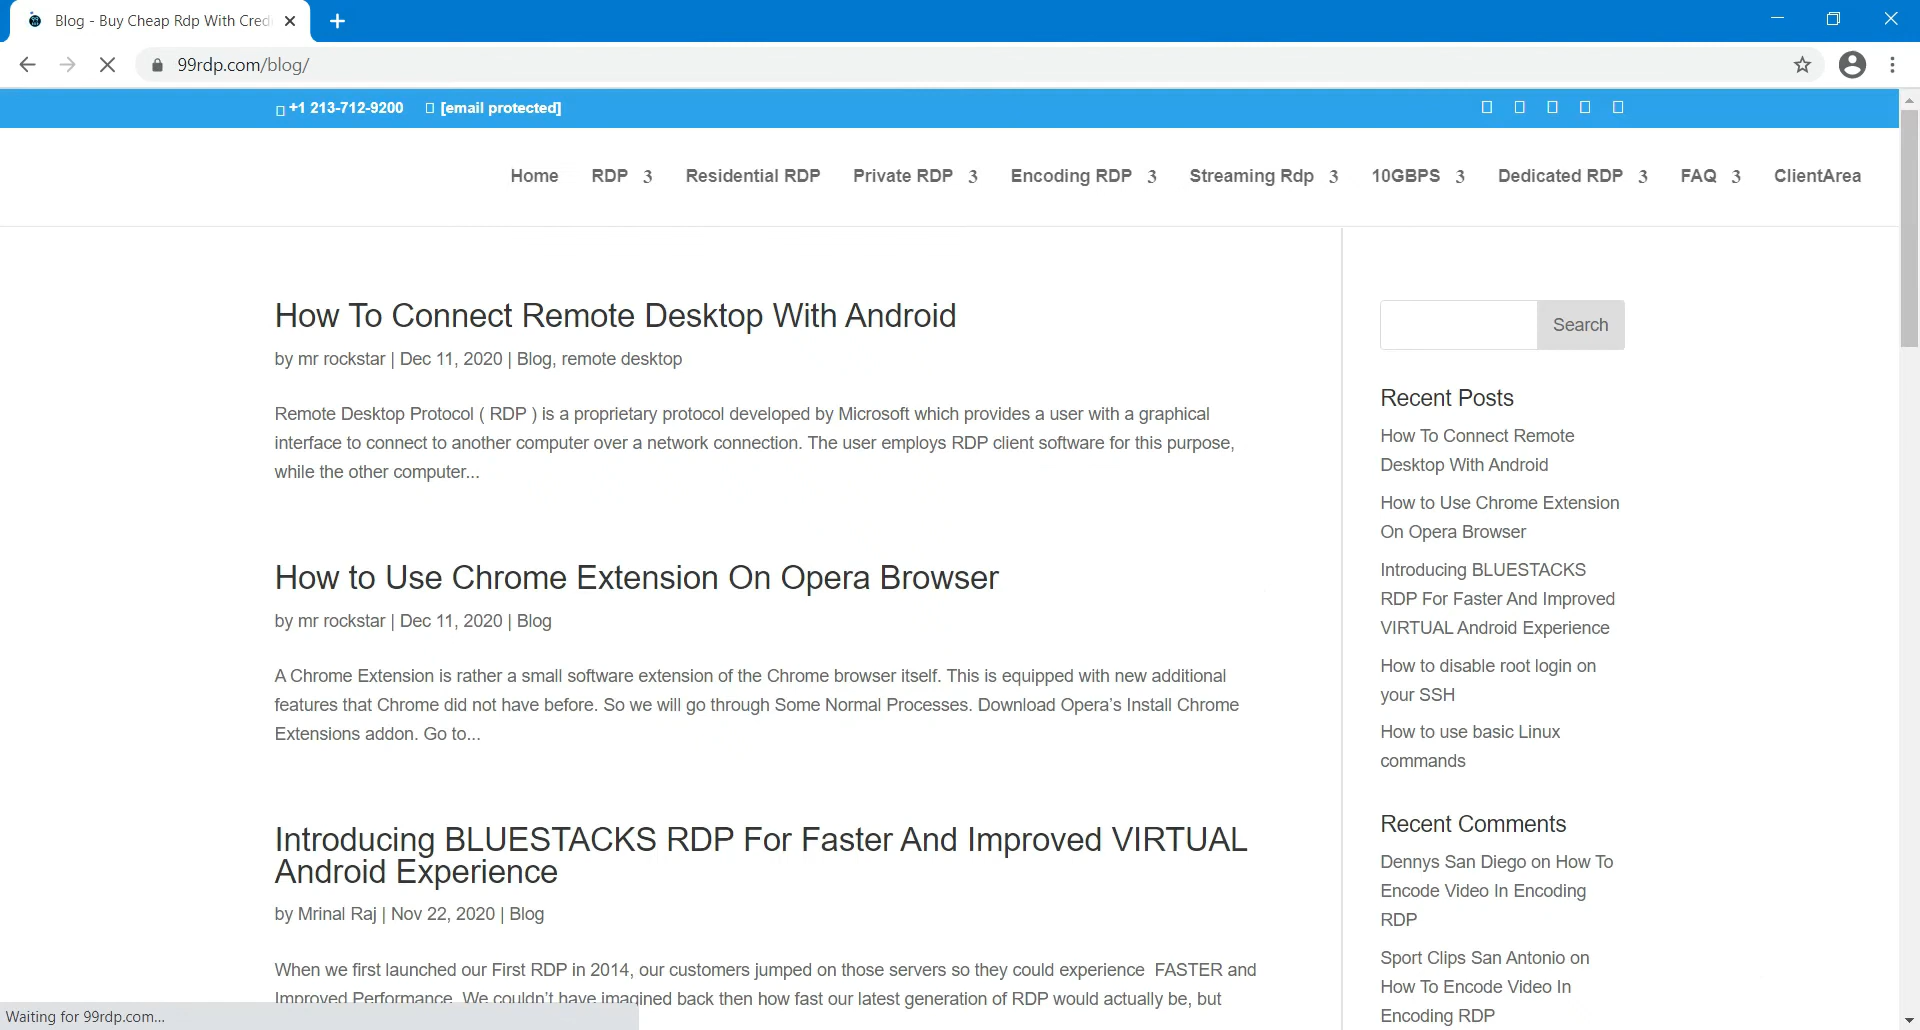 Blog - Buy Cheap Rdp With Cred
99rdp.com/blog/
+1 213-712-9200 [email protected]
Home RDP 3 Residential RDP Private RDP 3 Encoding RDP 3 Streaming Rdp 3 10GBPS 3 Dedicated RDP 3 FAQ 3 ClientArea
How To Connect Remote Desktop With Android
by mr rockstar | Dec 11, 2020 | Blog, remote desktop
Remote Desktop Protocol ( RDP ) is a proprietary protocol developed by Microsoft which provides a user with a graphical
interface to connect to another computer over a network connection. The user employs RDP client software for this purpose,
while the other computer...
How to Use Chrome Extension On Opera Browser
by mr rockstar | Dec 11, 2020 | Blog
A Chrome Extension is rather a small software extension of the Chrome browser itself. This is equipped with new additional
features that Chrome did not have before. So we will go through Some Normal Processes. Download Opera’s Install Chrome
Extensions addon. Go to...
Introducing BLUESTACKS RDP For Faster And Improved VIRTUAL
Android Experience
by Mrinal Raj | Nov 22, 2020 | Blog
When we first launched our First RDP in 2014, our customers jumped on those servers so they could experience FASTER and
Improved Performance. We couldn’t have imagined back then how fast our latest generation of RDP would actually be, but
Search
Recent Posts
How To Connect Remote
Desktop With Android
How to Use Chrome Extension
On Opera Browser
Introducing BLUESTACKS
RDP For Faster And Improved
VIRTUAL Android Experience
How to disable root login on
your SSH
How to use basic Linux
commands
Recent Comments
Dennys San Diego on How To
Encode Video In Encoding
RDP
Sport Clips San Antonio on
How To Encode Video In
Encoding RDP
Waiting for 99rdp.com...